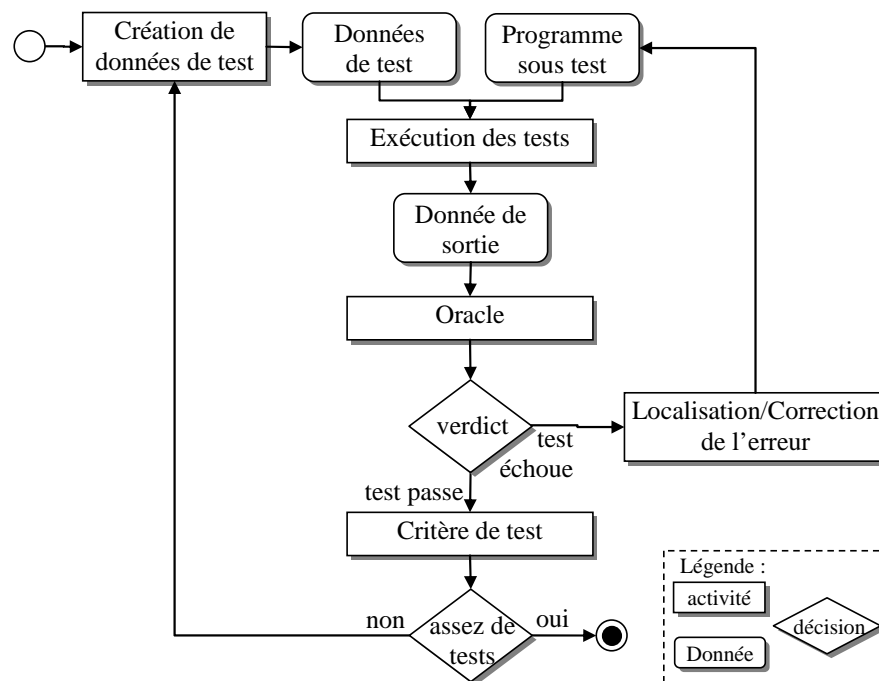 Création de
données de test
Données
de test
Programme
sous test
Exécution des tests
Donnée de
sortie
Oracle
verdict
test
échoue
Localisation/Correction
de l’erreur
test passe
Critère de test
non
assez de
tests
oui
Légende :
activité
décision
Donnée